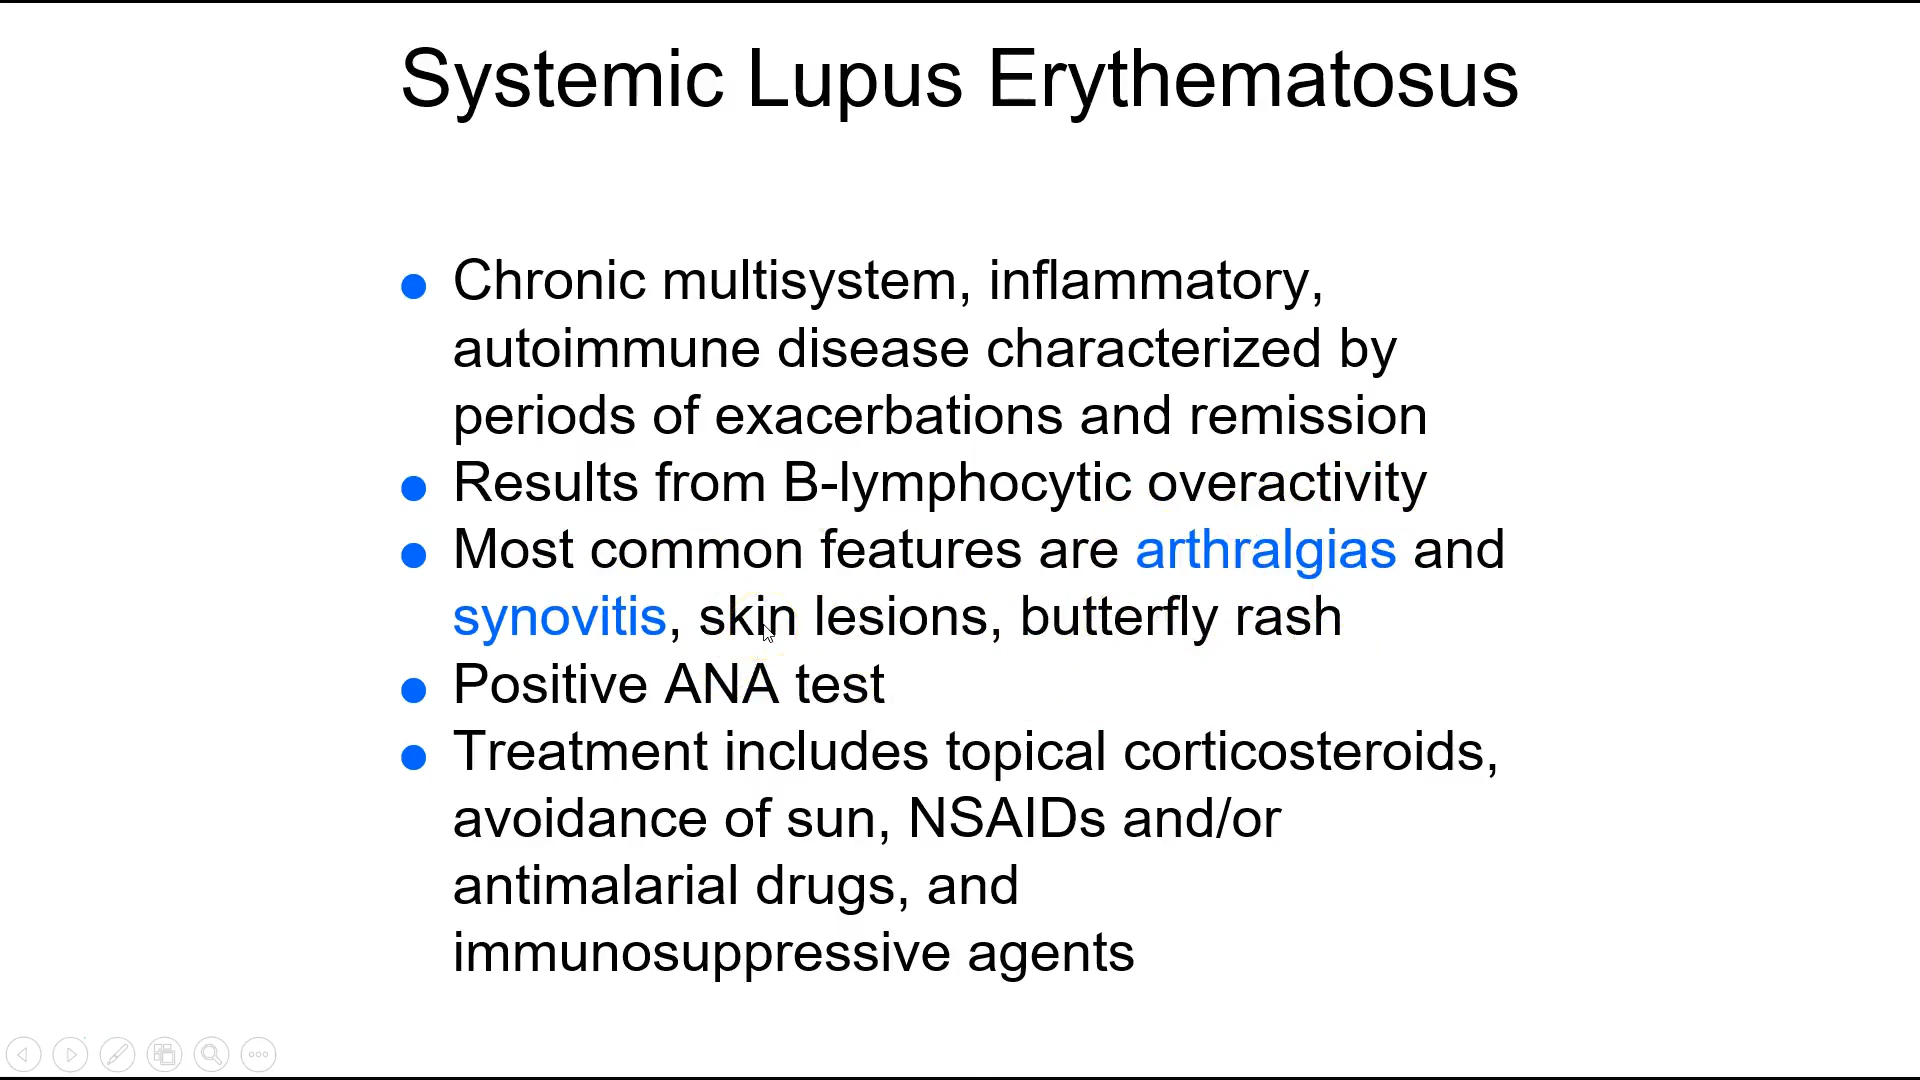 Systemic Lupus Erythematosus
Chronic multisystem, inflammatory,
autoimmune disease characterized by
periods of exacerbations and remission
Results from B-lymphocytic overactivity
Most common features are arthralgias and
synovitis, skin lesions, butterfly rash
Positive ANA test
Treatment includes topical corticosteroids,
avoidance of sun, NSAIDs and/or
antimalarial drugs, and
immunosuppressive agents